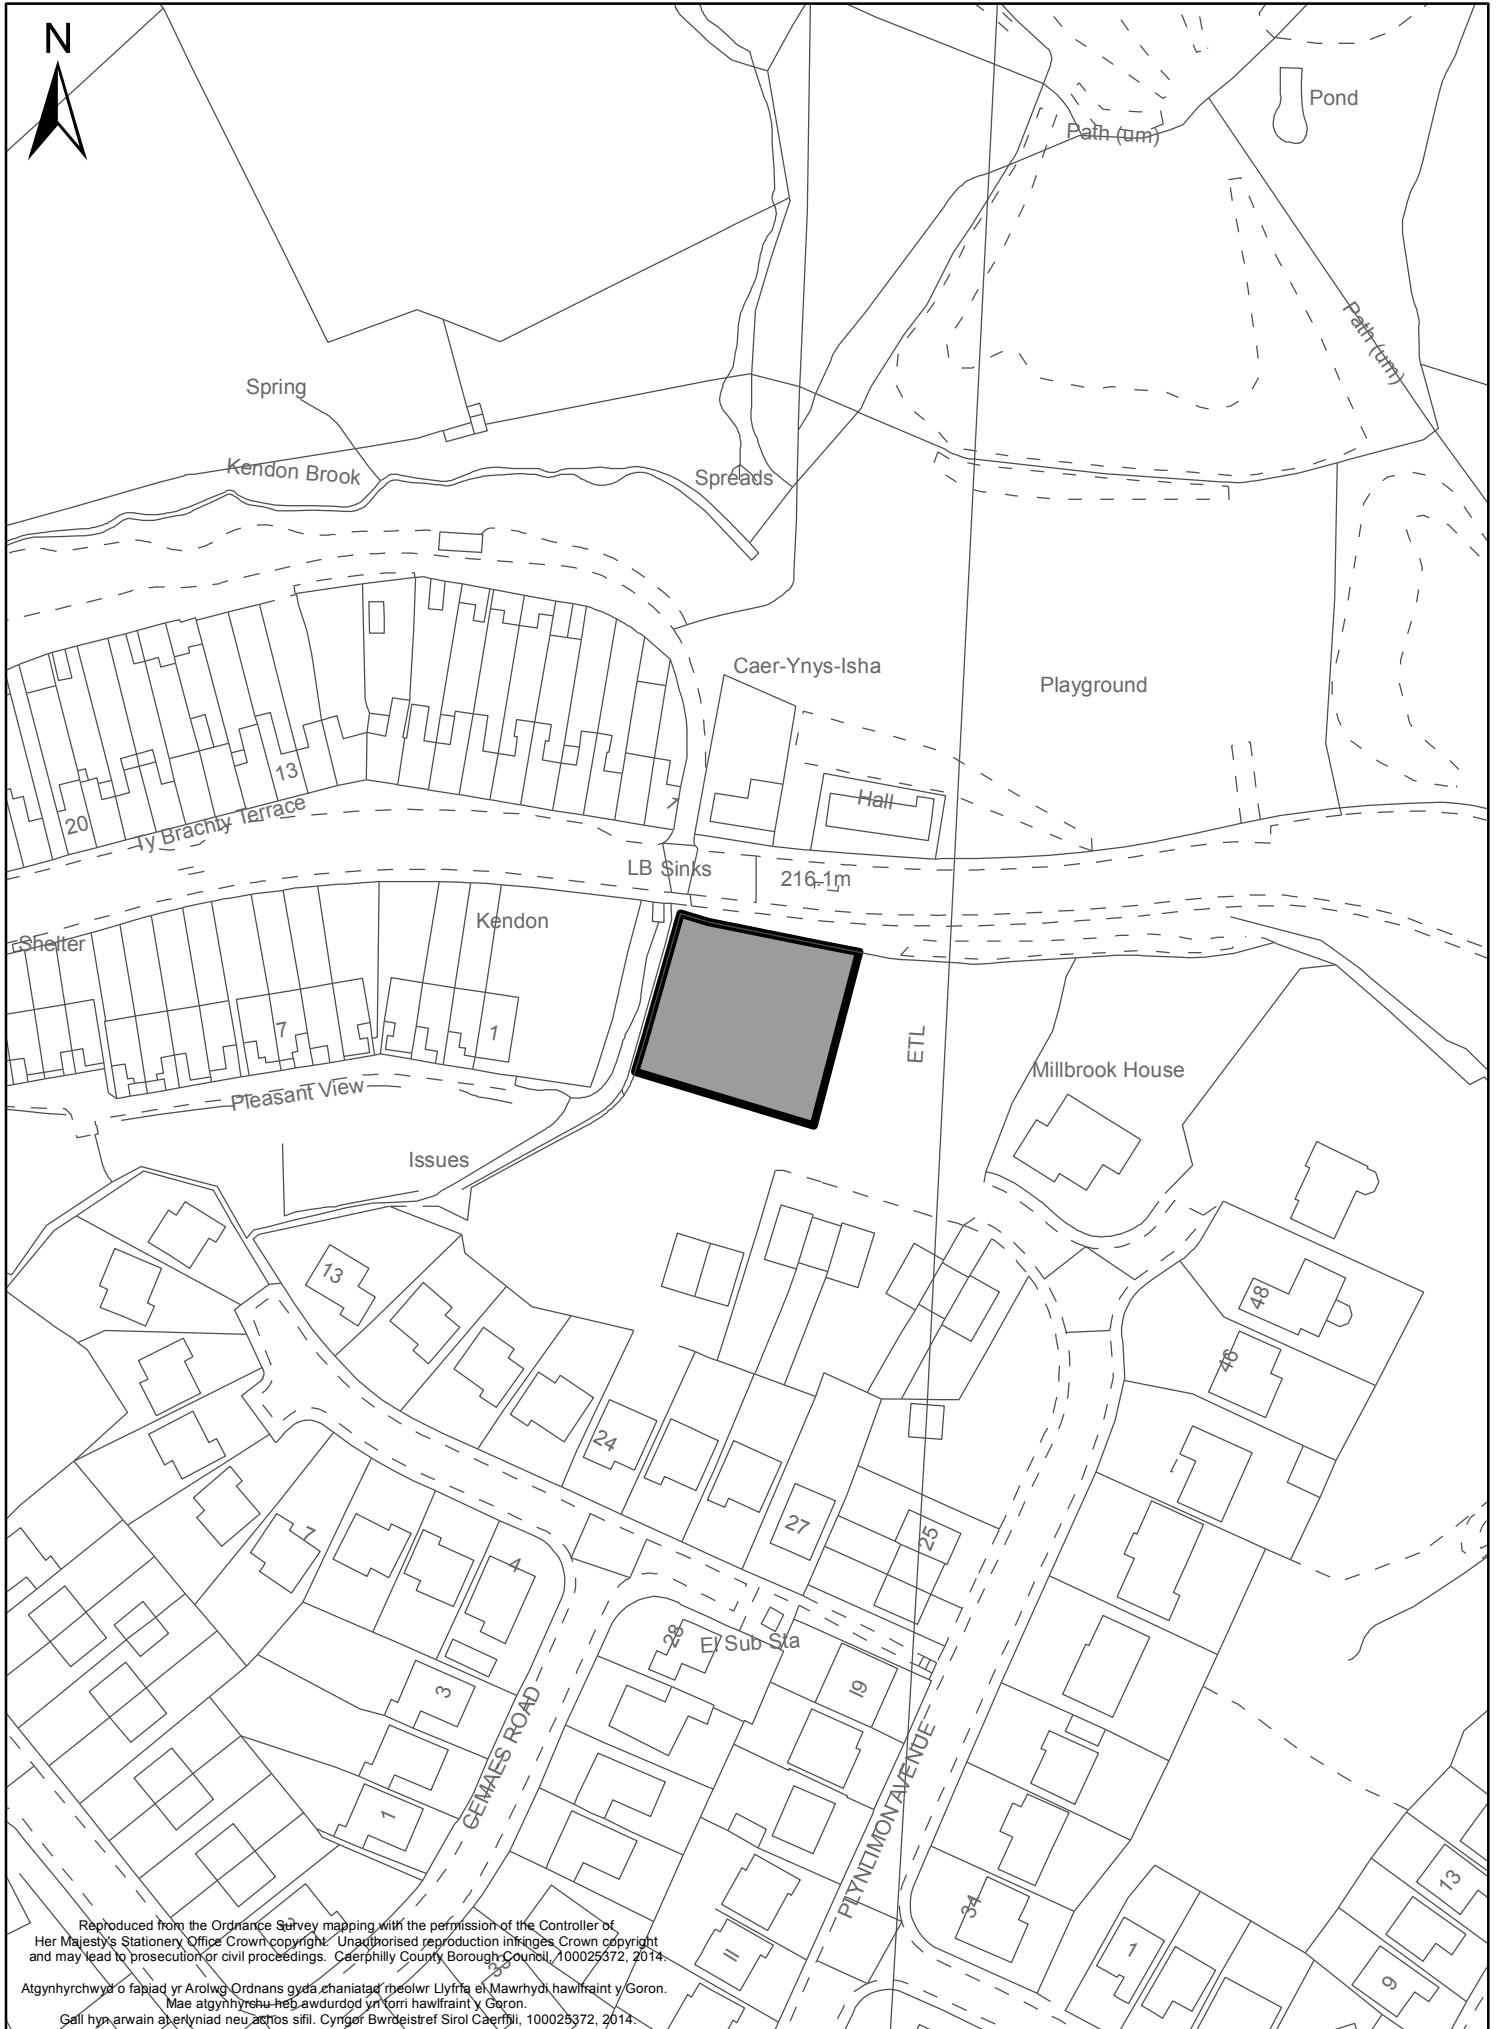 N
Pond
Path (um)
Path (um)
Spring
Kendon Brook
Spreads
Caer-Ynys-Isha
Playground
13
Hall
20
Ty Brachty Terrace
1
LB Sinks
216.1m
Kendon
Shelter
7
1
ETL
Millbrook House
Pleasant View
Issues
13
48
46
24
27
25
7
4
28
El Sub Sta
19
3
CEMAES ROAD
PLYNLIMON AVENUE
1
34
13
11
1
9
33
Reproduced from the Ordnance Survey mapping with the permission of the Controller of
Her Majesty's Stationery Office Crown copyright. Unauthorised reproduction infringes Crown copyright
and may lead to prosecution or civil proceedings. Caerphilly County Borough Council, 100025372, 2014.
Atgynhyrchwyd o fapiad yr Arolwg Ordnans gyda chaniatad rheolwr Llyfrfa ei Mawrhydi hawlfraint y Goron.
Mae atgynhyrchu heb awdurdod yn torri hawlfraint y Goron.
Gall hyn arwain at erlyniad neu achos sifil. Cyngor Bwrdeistref Sirol Caerffili, 100025372, 2014.